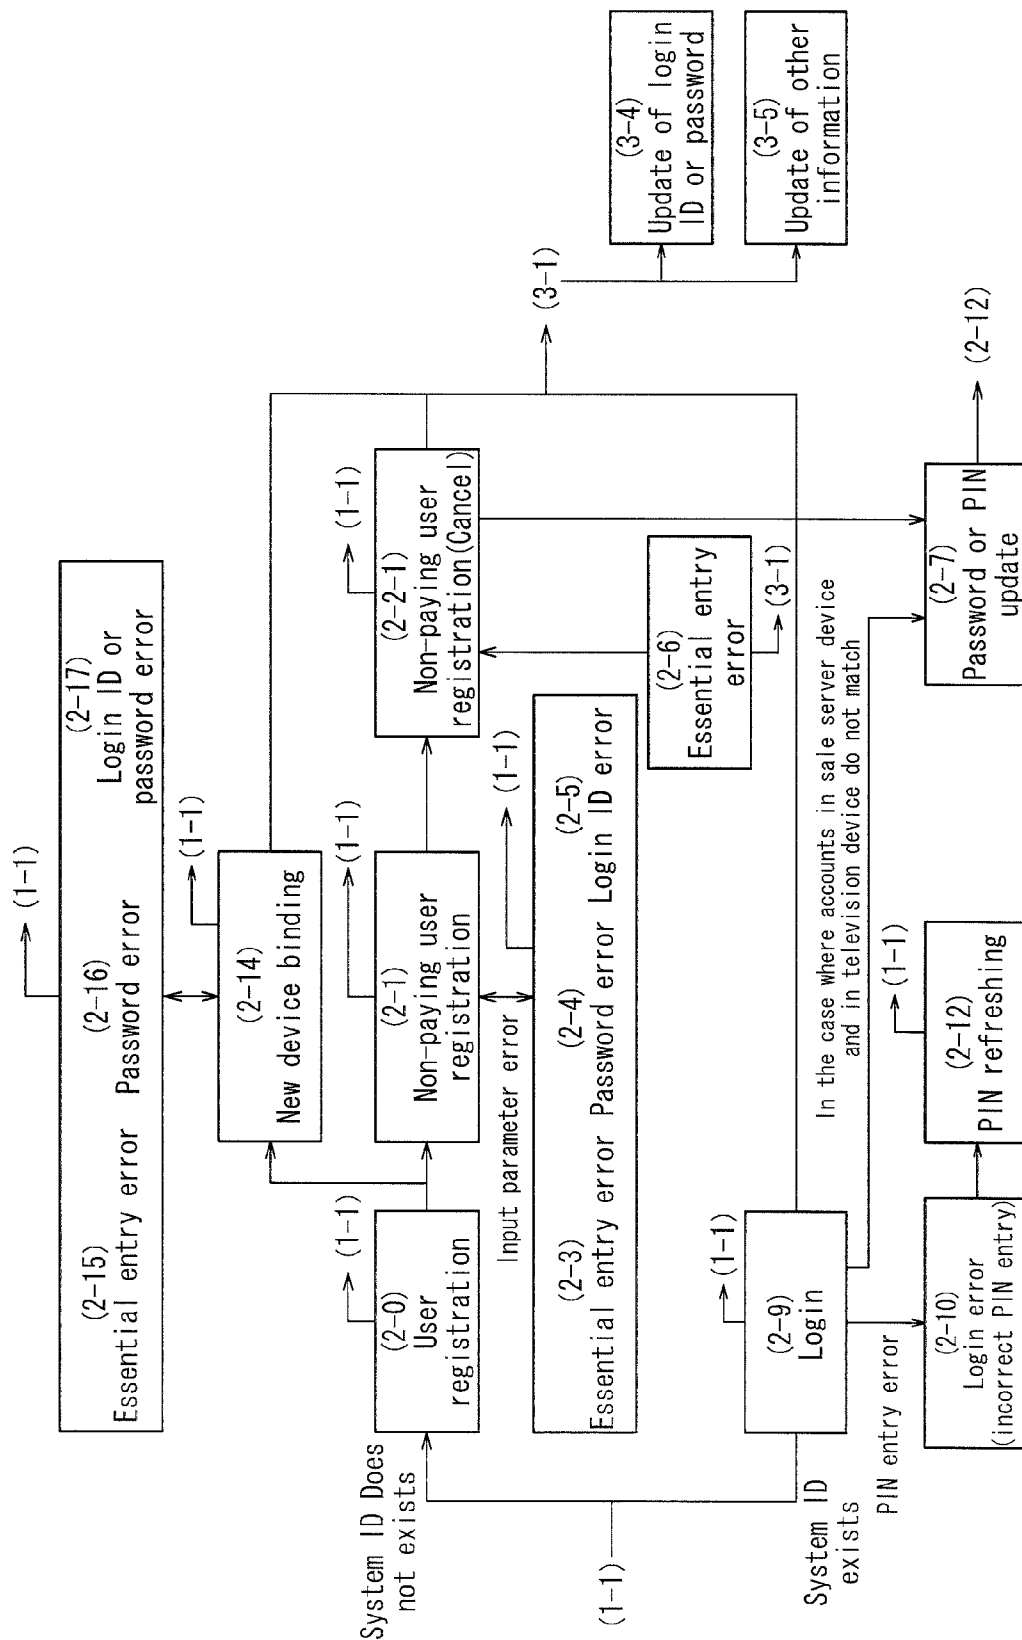 (1-1)
(2-15)
Essential entry error
(2-16)
Password error
(2-17)
Login ID or
password error
(1-1)
(2-14)
New device binding
System ID Does
not exists
(1-1)
(2-0)
User
registration
(1-1)
(2-1)
Non-paying user
registration
(1-1)
(2-2-1)
Non-paying user
registration(Cancel)
Input parameter error
(1-1)
(2-3)
Essential entry error
(2-4)
Password error
(2-5)
Login ID error
(2-6)
Essential entry
error
(3-1)
(3-1)
(3-4)
Update of login
ID or password
(3-5)
Update of other
information
(1-1)
System ID
exists
(1-1)
(2-9)
Login
In the case where accounts in sale server device
and in television device do not match
PIN entry error
(2-10)
Login error
(incorrect PIN entry)
(1-1)
(2-12)
PIN refreshing
(2-7)
Password or PIN
update
(2-12)